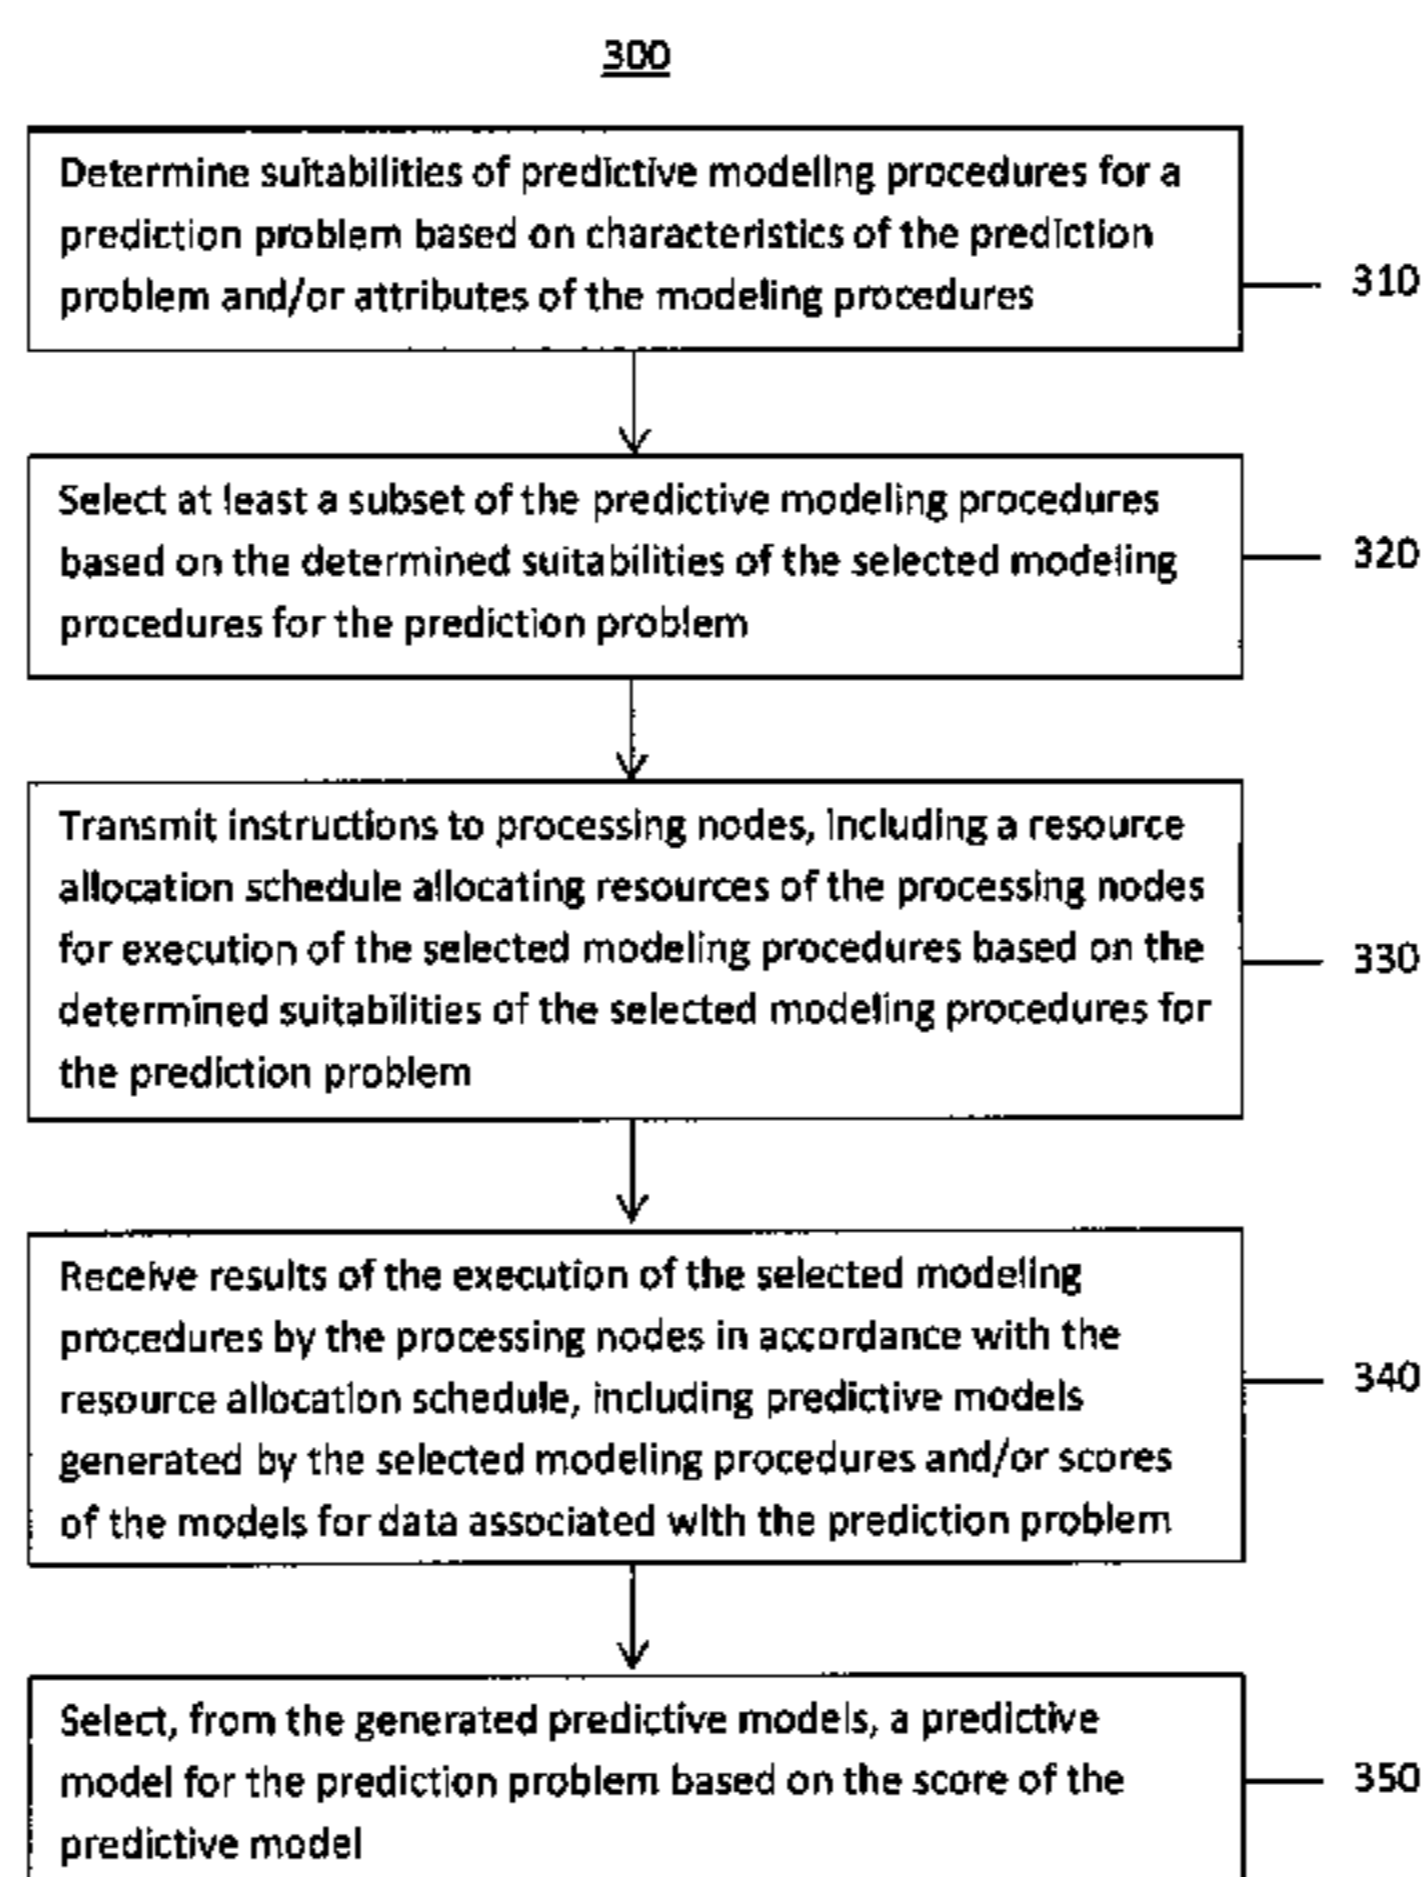 300
Determine suitabilities of predictive modeling procedures for a
prediction problem based on characteristics of the prediction
problem and/or attributes of the modeling procedures
310
Select at least a subset of the predictive modeling procedures
based on the determined suitabilities of the selected modeling
procedures for the prediction problem
320
Transmit instructions to processing nodes, including a resource
allocation schedule allocating resources of the processing nodes
for execution of the selected modeling procedures based on the
determined suitabilities of the selected modeling procedures for
the prediction problem
330
Receive results of the execution of the selected modeling
procedures by the processing nodes in accordance with the
resource allocation schedule, including predictive models
generated by the selected modeling procedures and/or scores
of the models for data associated with the prediction problem
340
Select, from the generated predictive models, a predictive
model for the prediction problem based on the score of the
predictive model
350